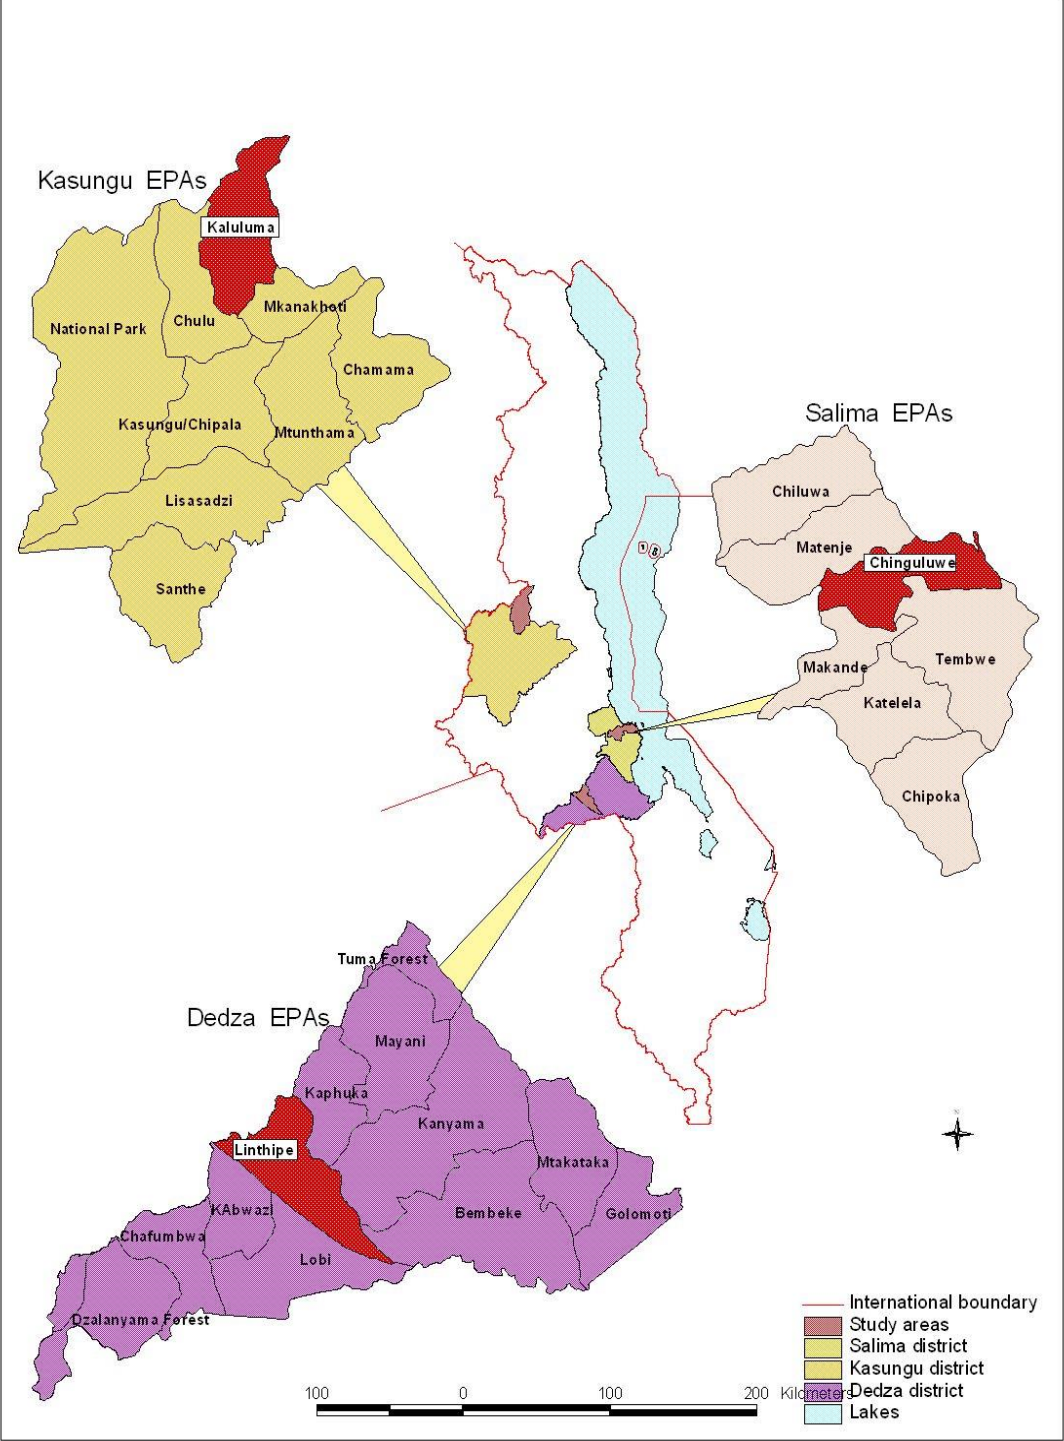 Kasungu EPAs
Kaluluma
National Park
Chulu
Mkanakhoti
Chamama
Kasungu/Chipala
Mtunthama
Lisasadzi
Santhe
Salima EPAs
Chiluwa
Matenje
Chinguluwe
Makande
Tembwe
Katelela
Chipoka
Dedza EPAs
Tuma Forest
Mayani
Kaphuka
Kanyama
Linthipe
Mtakataka
KAbwazi
Bembeke
Golomoti
Chafumbwa
Lobi
Dzalanyama Forest
N
International boundary
Study areas
Salima district
Kasungu district
Dedza district
Lakes
100 0 100 200 Kilometers